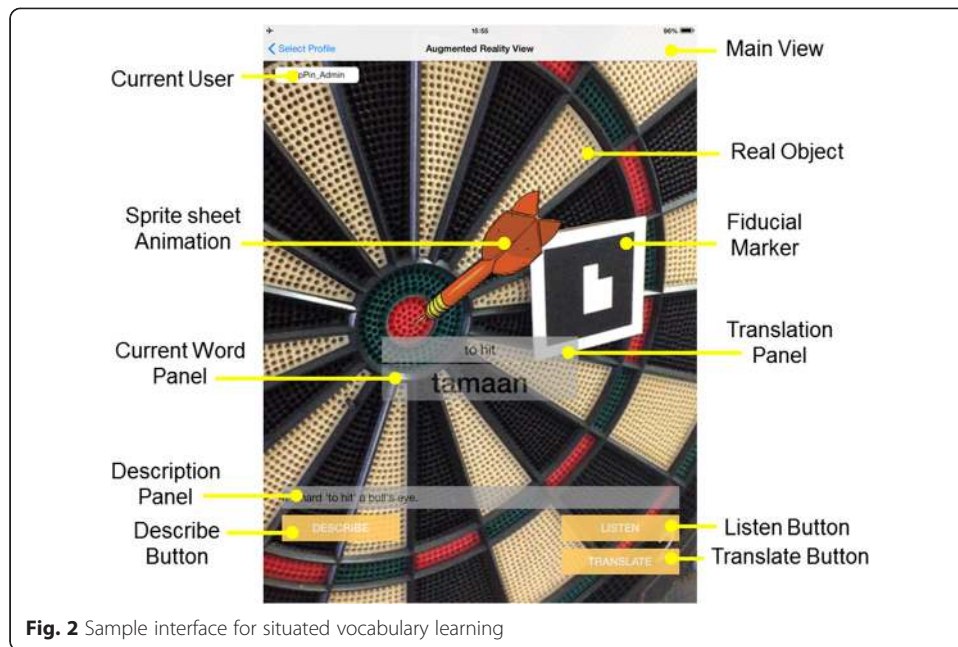 15:55
96%
Select Profile
Augmented Reality View
Main View
Current User
pPin_Admin
Real Object
Sprite sheet
Animation
Fiducial
Marker
Translation
Panel
to hit
Current Word
Panel
tamaan
Description
Panel
hard 'to hit' a bull's eye.
DESCRIBE
LISTEN
Describe
Button
Listen Button
TRANSLATE
Translate Button
Fig. 2 Sample interface for situated vocabulary learning